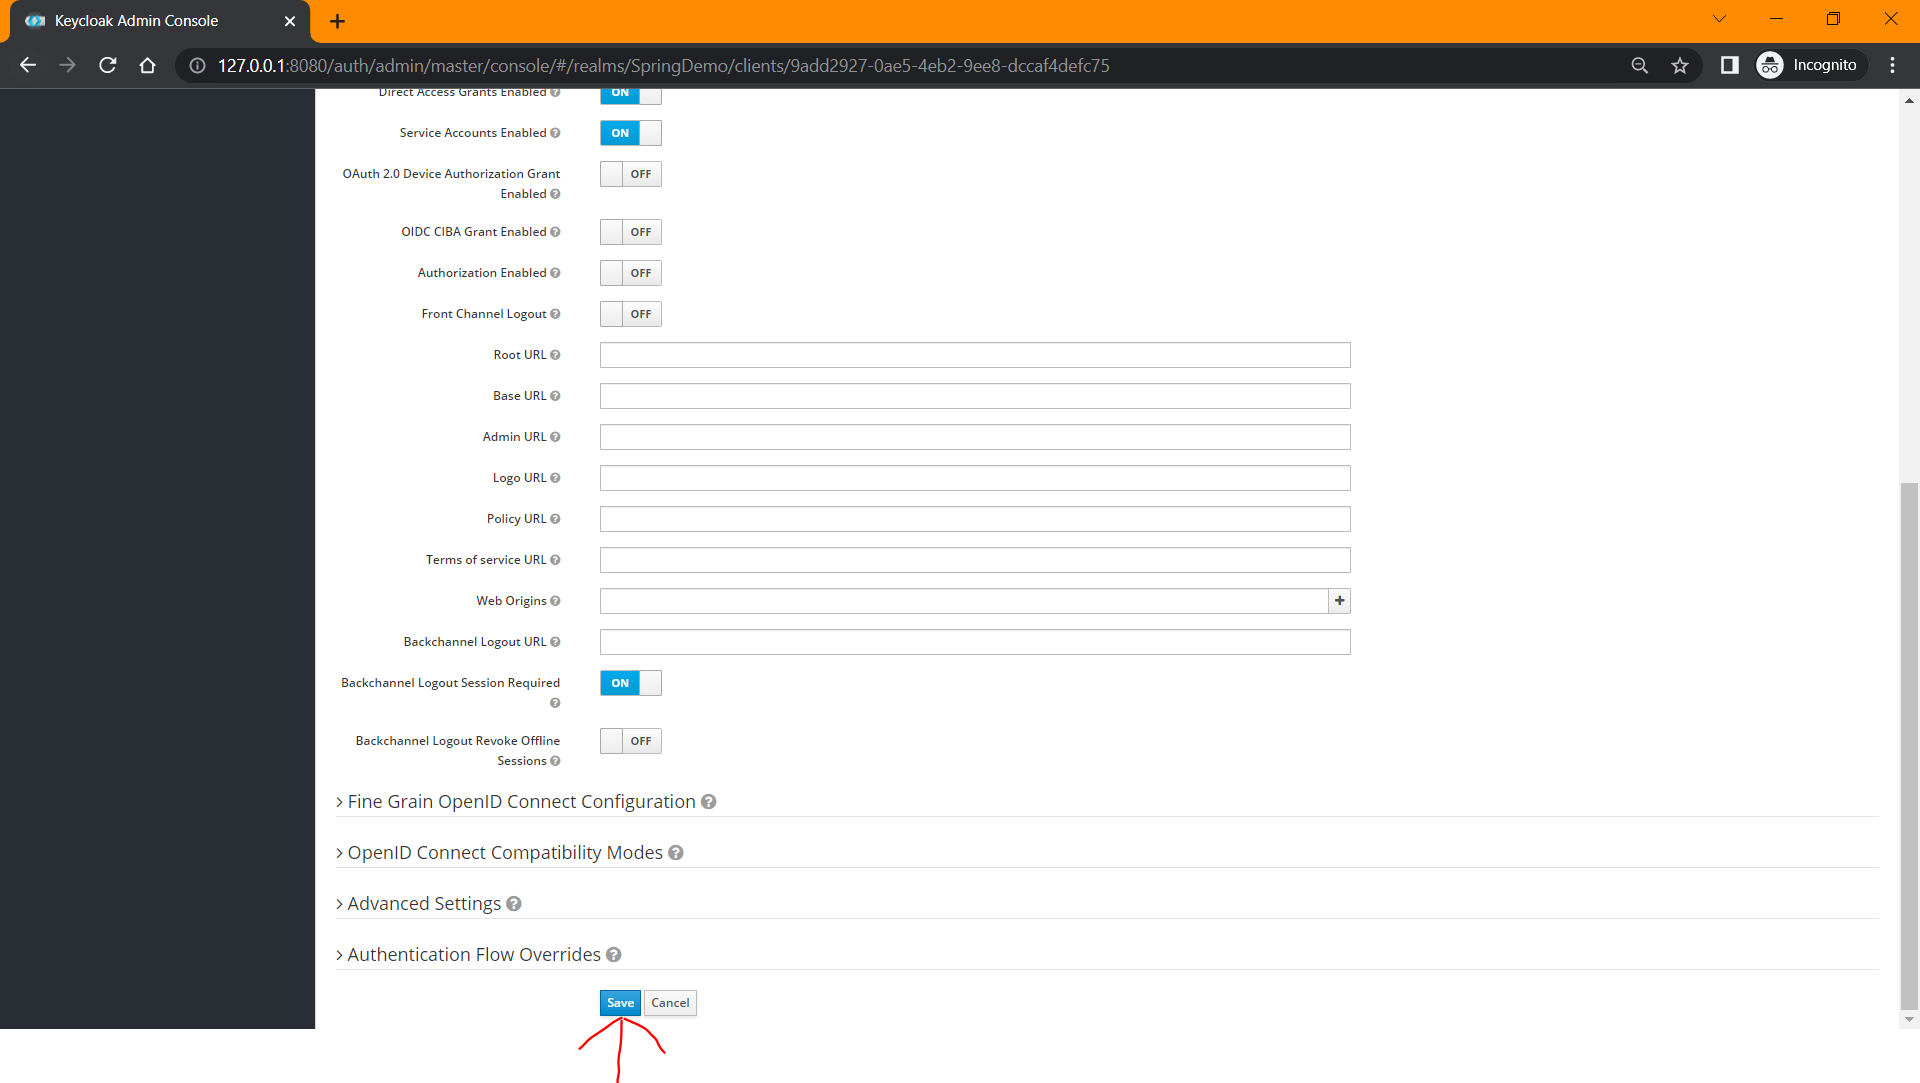 Keycloak Admin Console
127.0.0.1:8080/auth/admin/master/console/#/realms/SpringDemo/clients/9add2927-0ae5-4eb2-9ee8-dccaf4defc75
Incognito
Direct Access Grants Enabled ON
Service Accounts Enabled ON
OAuth 2.0 Device Authorization Grant
Enabled
OFF
OIDC CIBA Grant Enabled OFF
Authorization Enabled OFF
Front Channel Logout OFF
Root URL
Base URL
Admin URL
Logo URL
Policy URL
Terms of service URL
Web Origins
Backchannel Logout URL
Backchannel Logout Session Required ON
Backchannel Logout Revoke Offline
Sessions
OFF
Fine Grain OpenID Connect Configuration
OpenID Connect Compatibility Modes
Advanced Settings
Authentication Flow Overrides
Save Cancel